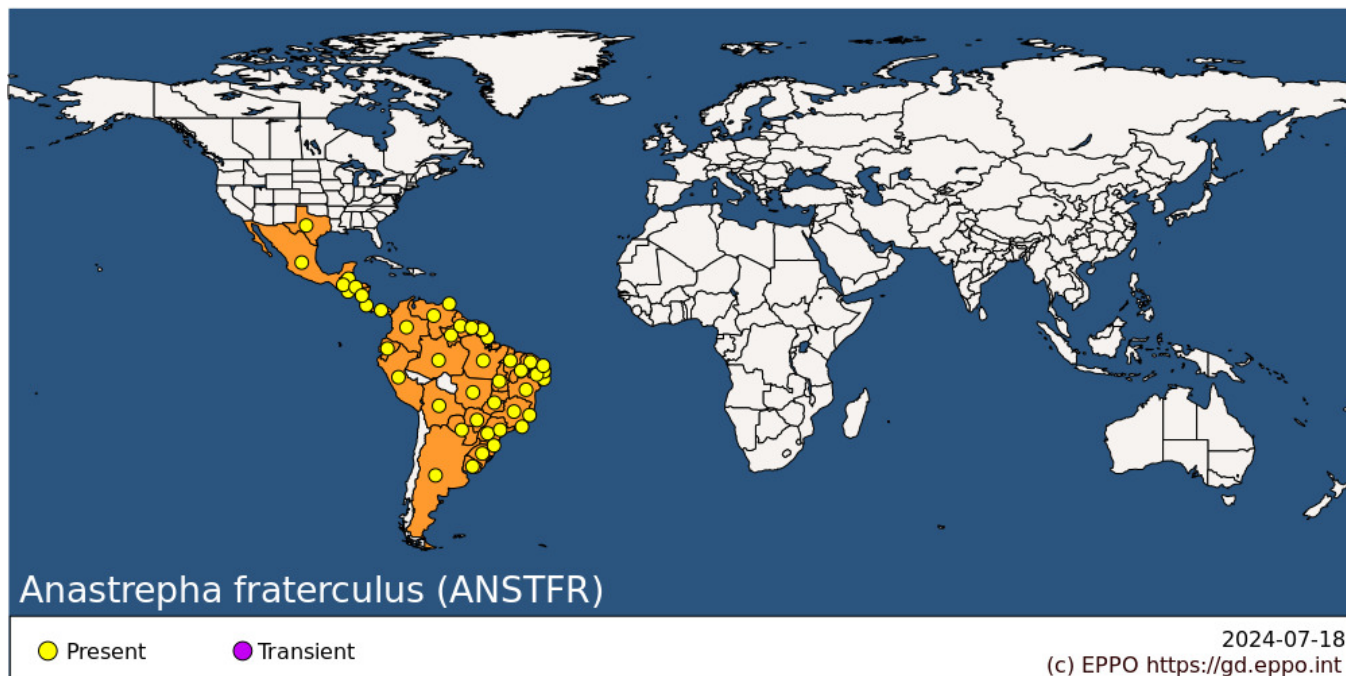 Anastrepha fraterculus (ANSTFR)
Present
Transient
2024-07-18
(c) EPPO https://gd.eppo.int